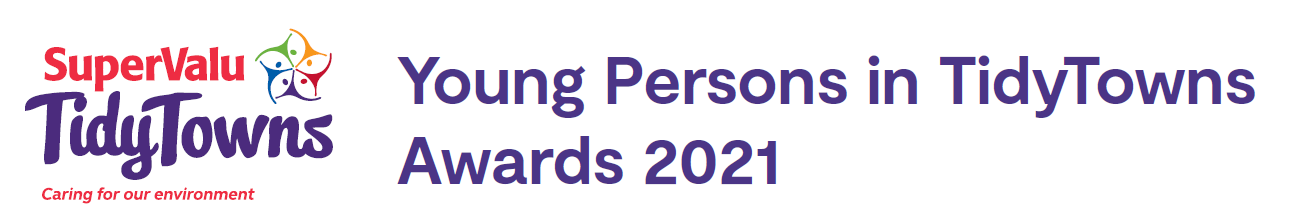 SuperValu
TidyTowns
Caring for our environment
Young Persons in TidyTowns
Awards 2021